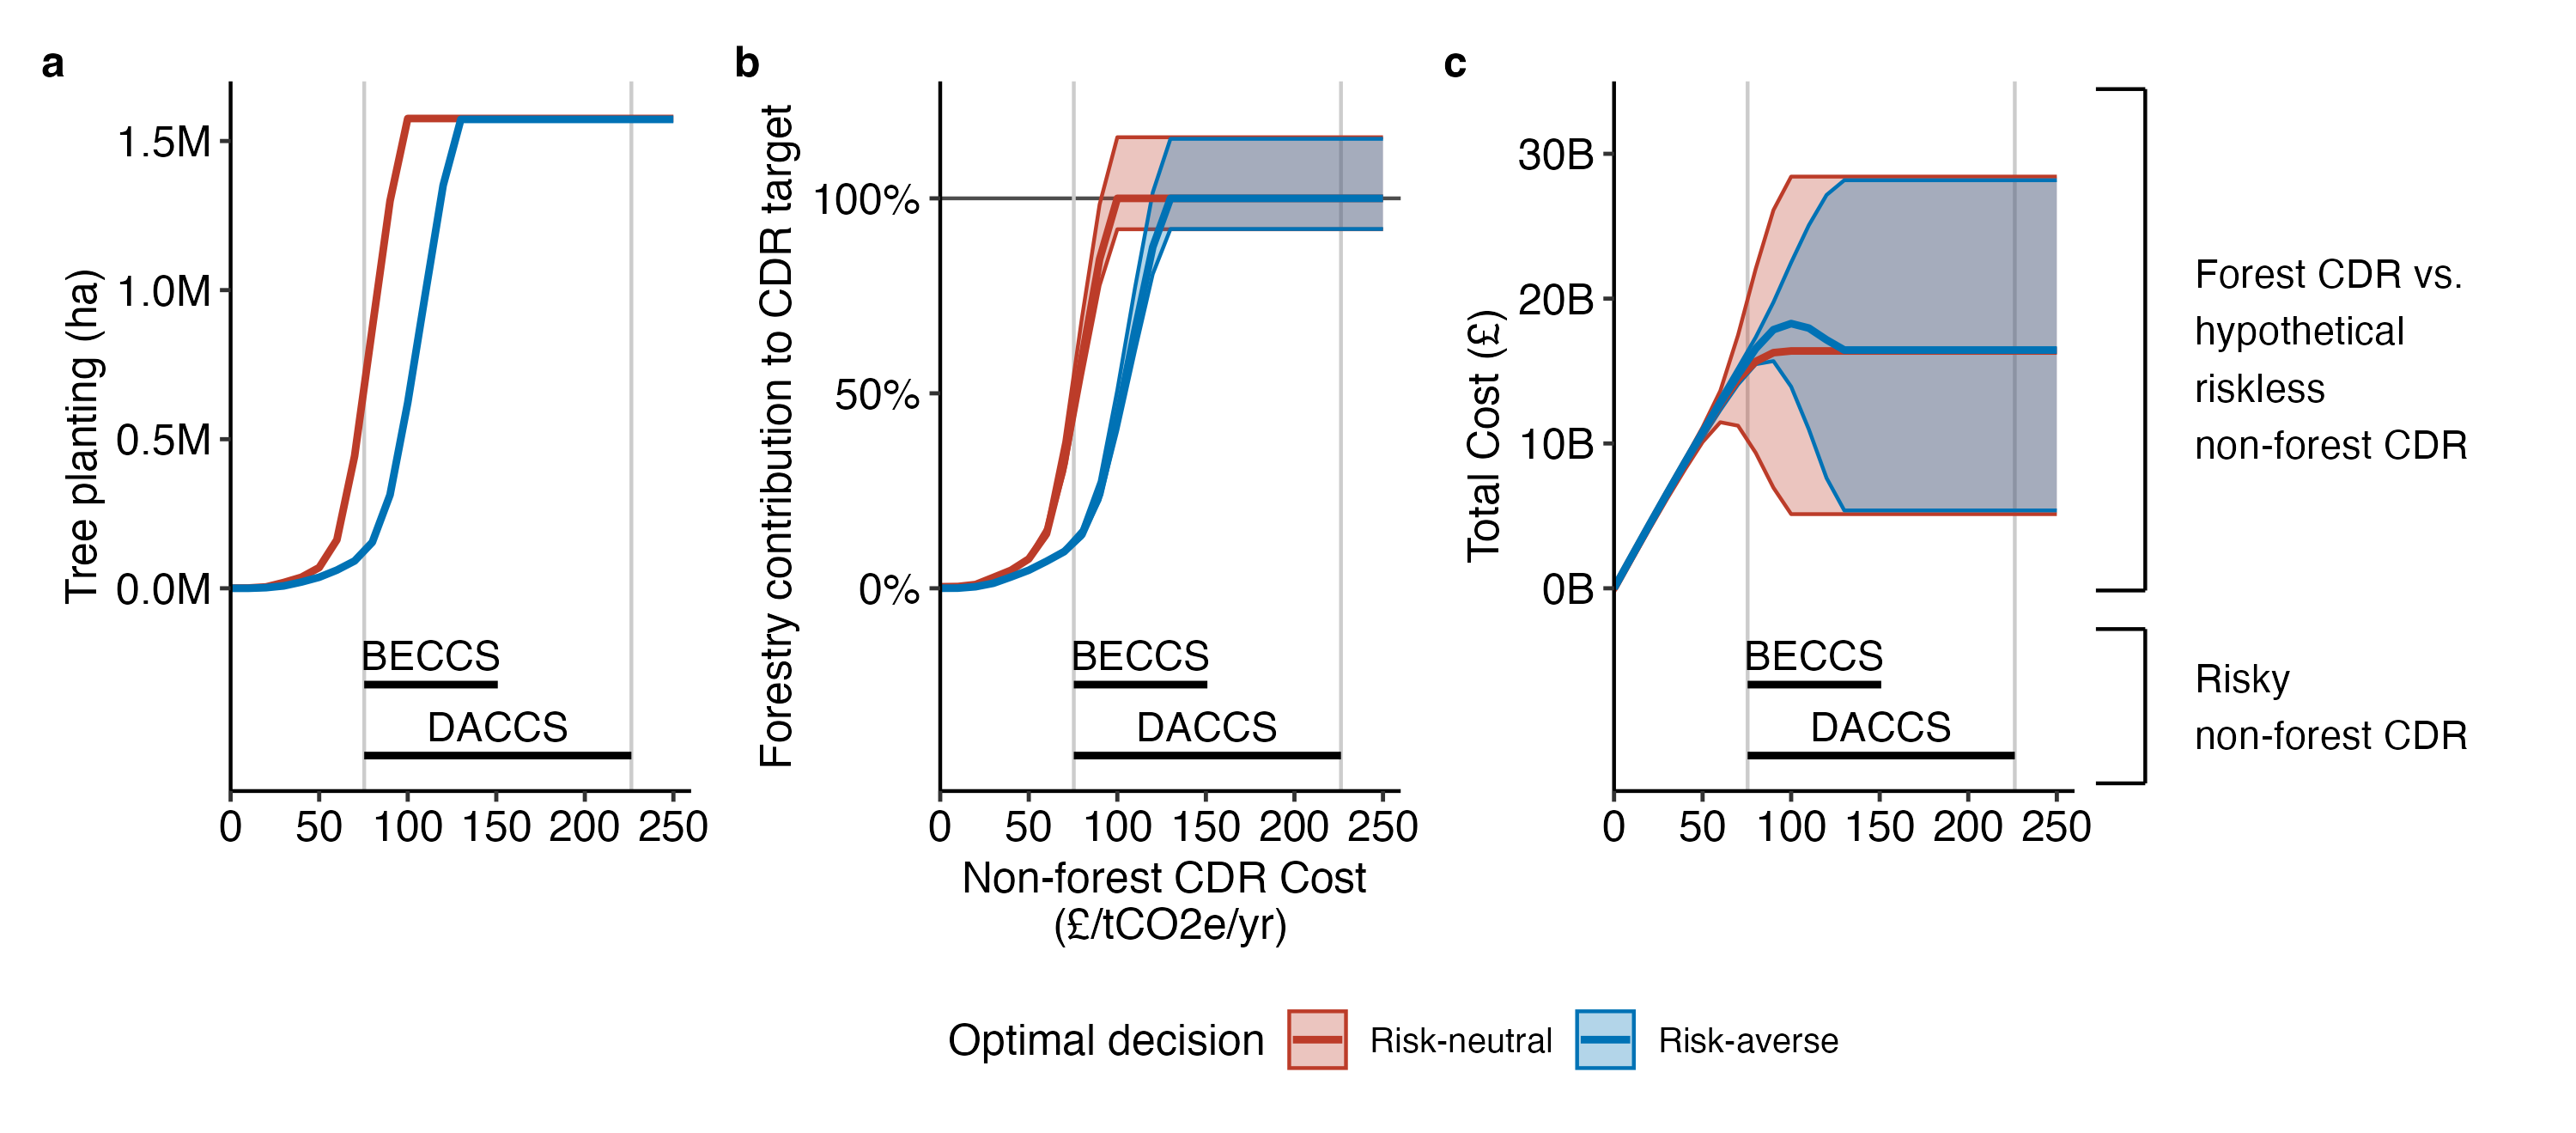 a
Tree planting (ha)
1.5M
1.0M
0.5M
0.0M
BECCS
DACCS
0 50 100 150 200 250
b
Forestry contribution to CDR target
100%
50%
0%
BECCS
DACCS
0 50 100 150 200 250
Non-forest CDR Cost
(£/tCO2e/yr)
c
Total Cost (£)
30B
20B
10B
0B
BECCS
DACCS
0 50 100 150 200 250
Forest CDR vs.
hypothetical
riskless
non-forest CDR
Risky
non-forest CDR
Optimal decision Risk-neutral Risk-averse